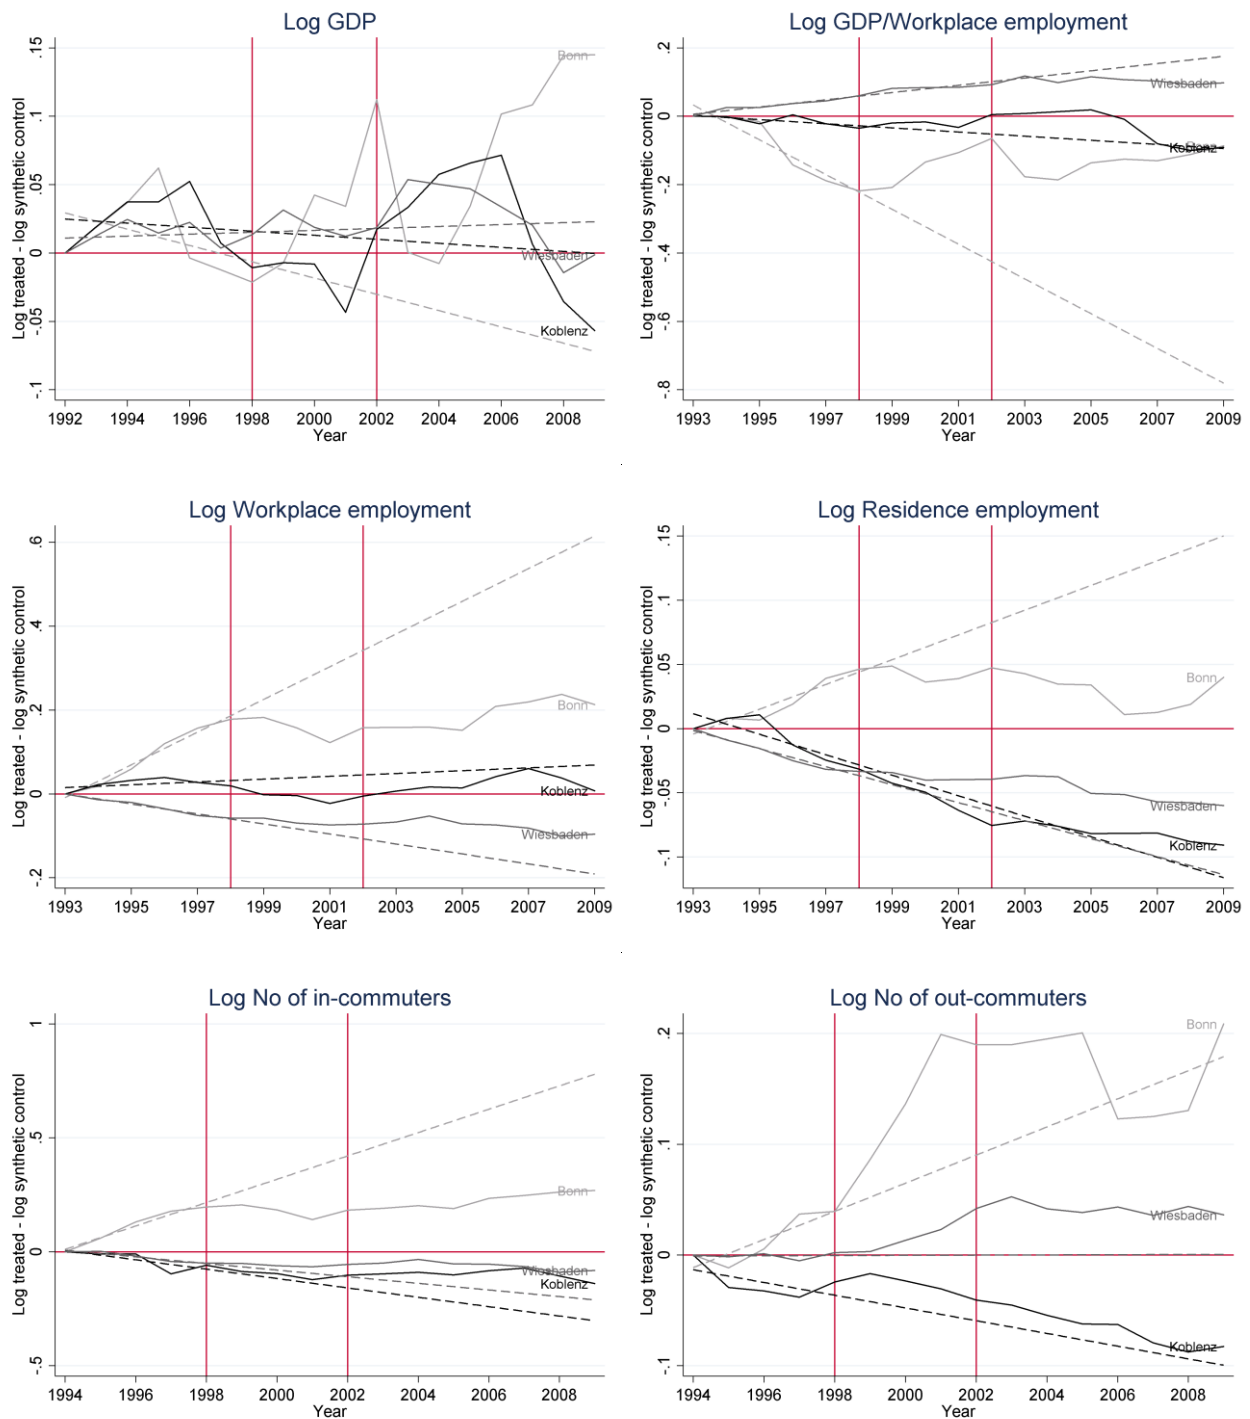 Log GDP
Log treated - log synthetic control
.15
.1
.05
0
-.05
-.1
Bonn
Wiesbaden
Koblenz
1992 1994 1996 1998 2000 2002 2004 2006 2008
Year
Log GDP/Workplace employment
Log treated - log synthetic control
.2
0
-.2
-.4
-.6
-.8
Wiesbaden
Bonn
Koblenz
1993 1995 1997 1999 2001 2003 2005 2007 2009
Year
Log Workplace employment
Log treated - log synthetic control
.6
.4
.2
0
-.2
Bonn
Koblenz
Wiesbaden
1993 1995 1997 1999 2001 2003 2005 2007 2009
Year
Log Residence employment
Log treated - log synthetic control
.15
.1
.05
0
-.05
-.1
Bonn
Wiesbaden
Koblenz
1993 1995 1997 1999 2001 2003 2005 2007 2009
Year
Log No of in-commuters
Log treated - log synthetic control
1
.5
0
-.5
Bonn
Wiesbaden
Koblenz
1994 1996 1998 2000 2002 2004 2006 2008
Year
Log No of out-commuters
Log treated - log synthetic control
.2
.1
0
-.1
Bonn
Wiesbaden
Koblenz
1994 1996 1998 2000 2002 2004 2006 2008
Year